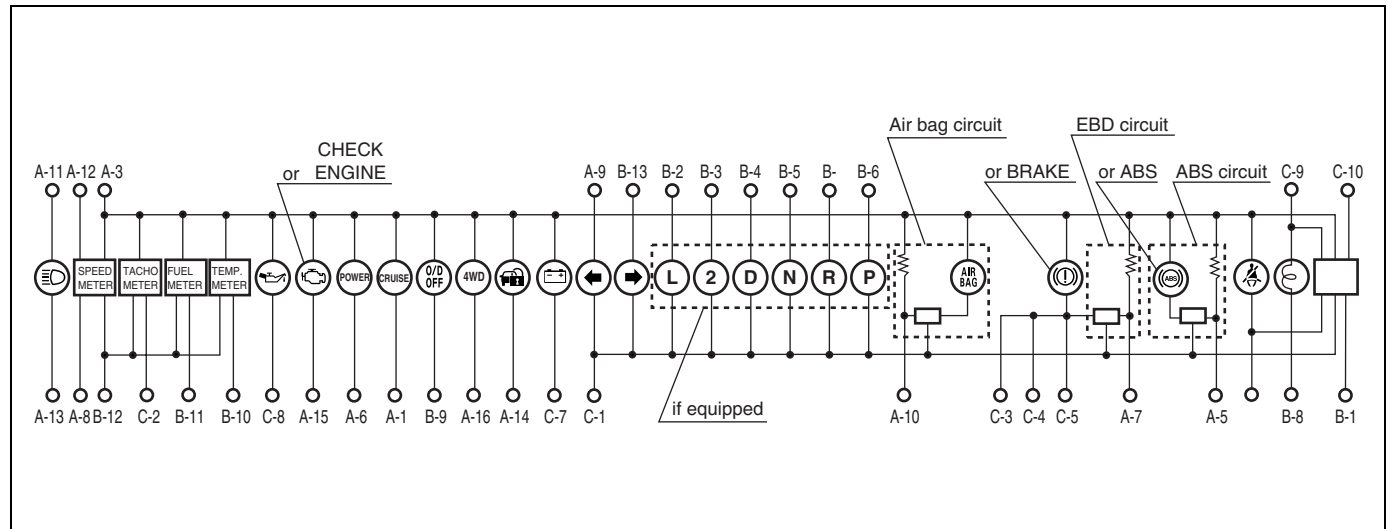 Air bag circuit
EBD circuit
CHECK
or ENGINE
or BRAKE
or ABS
ABS circuit
A-11 A-12 A-3
A-9 B-13 B-2 B-3 B-4 B-5 B- B-6
C-9 C-10
SPEED METER
TACHO METER
FUEL METER
TEMP. METER
POWER
CRUISE
O/D OFF
4WD
L
2
D
N
R
P
AIR BAG
ABS
A-13 A-8 B-12 C-2 B-11 B-10 C-8 A-15 A-6 A-1 B-9 A-16 A-14 C-7 C-1
if equipped
A-10 C-3 C-4 C-5 A-7 A-5 B-8 B-1